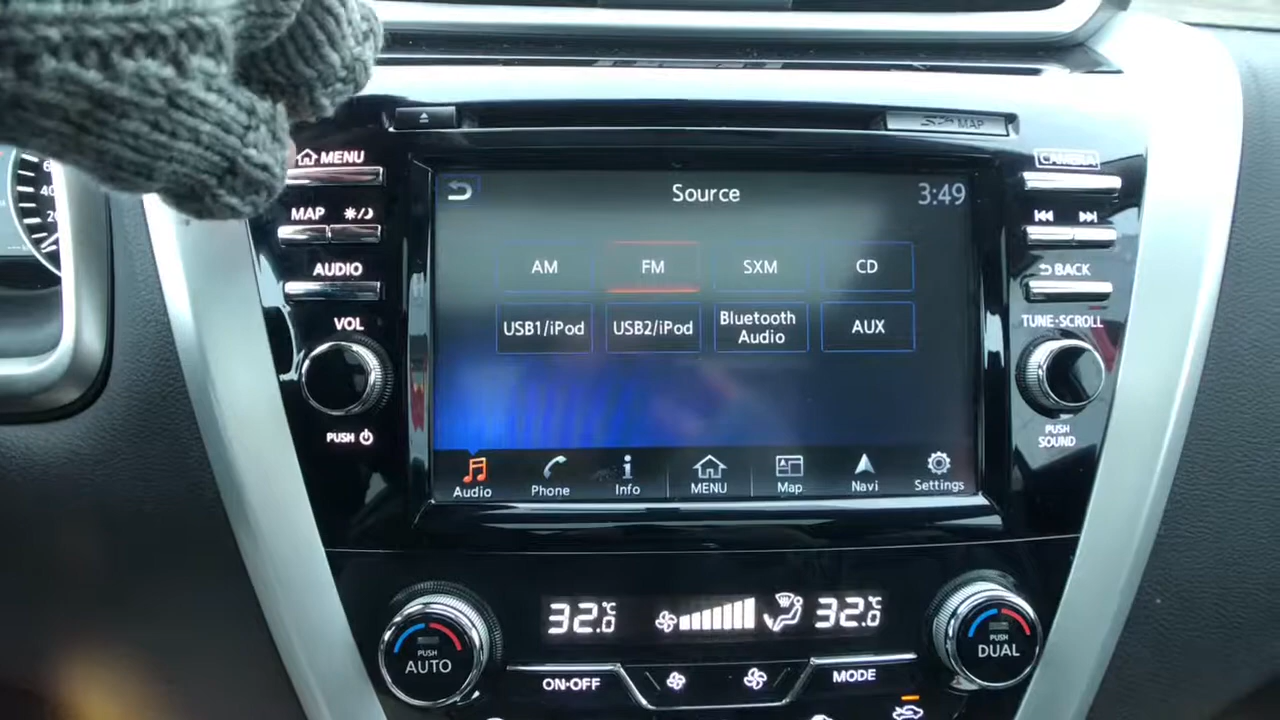 MAP
MENU
CAMERA
MAP
AUDIO
VOL
PUSH
Source
3:49
AM
FM
SXM
CD
USB1/iPod
USB2/iPod
Bluetooth
Audio
AUX
Audio
Phone
Info
MENU
Map
Navi
Settings
BACK
TUNE·SCROLL
PUSH
SOUND
32.0°C
32.0°C
PUSH
AUTO
PUSH
DUAL
ON·OFF
MODE